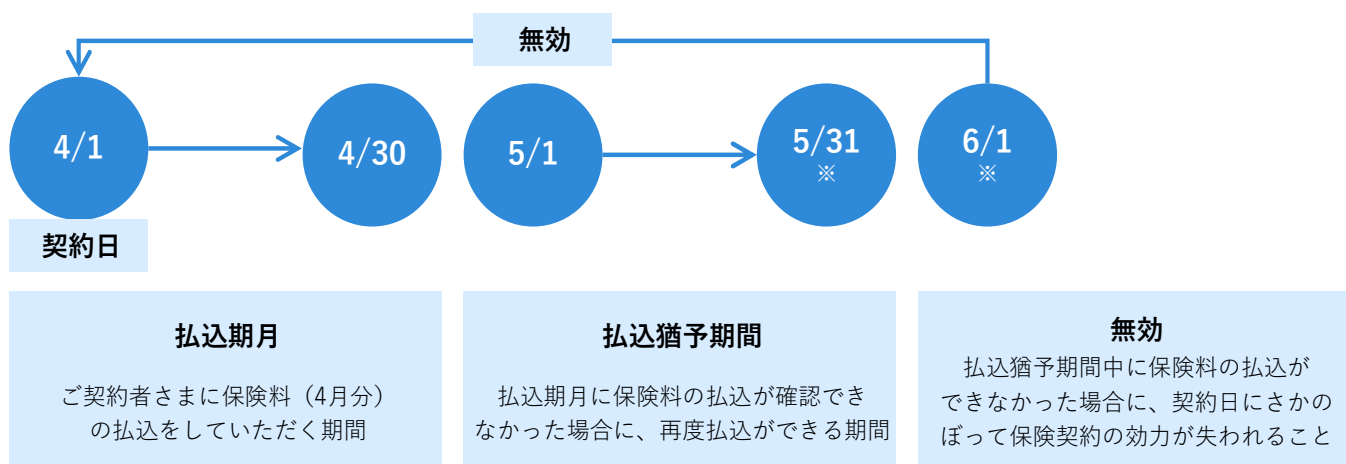 無効
4/1
4/30
5/1
5/31
※
6/1
※
契約日
払込期月
ご契約者さまに保険料（4月分）
の払込をしていただく期間
払込猶予期間
払込期月に保険料の払込が確認でき
なかった場合に、再度払込ができる期間
無効
払込猶予期間中に保険料の払込が
できなかった場合に、契約日にさかの
ぼって保険契約の効力が失われること